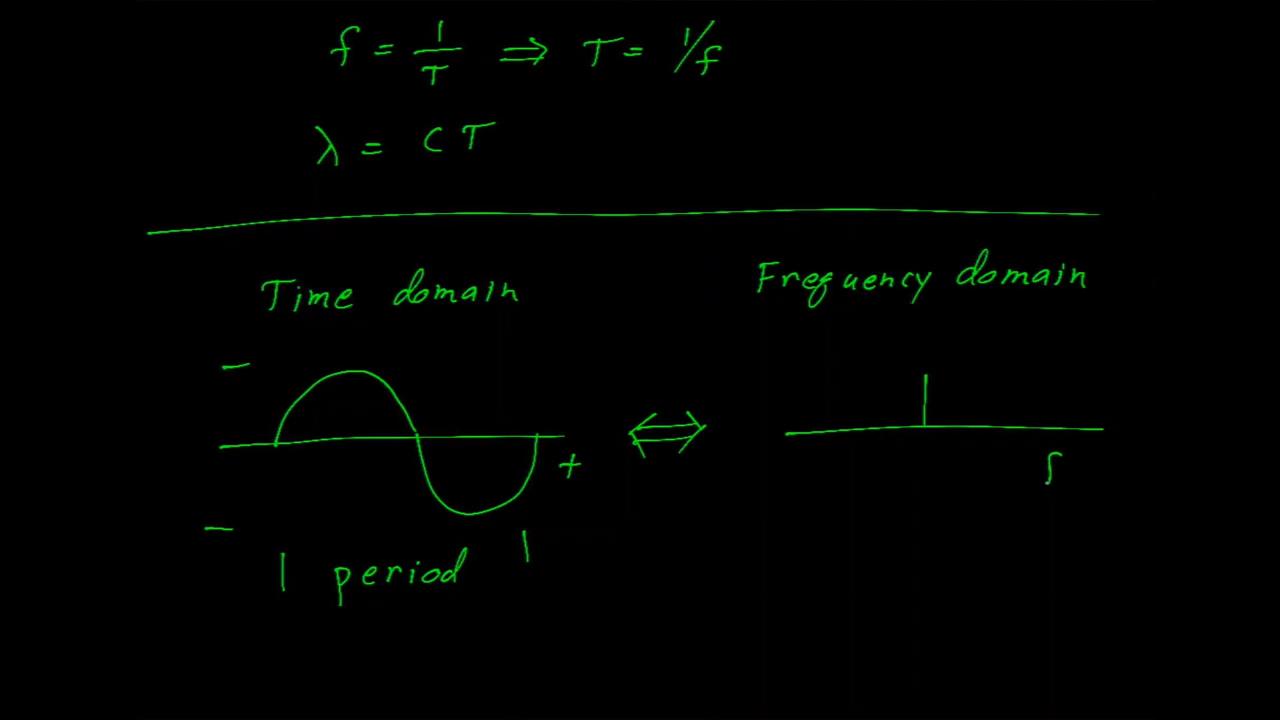 f = 1/T ⇒ T = 1/f
λ = CT
Time domain
Frequency domain
t
f
period